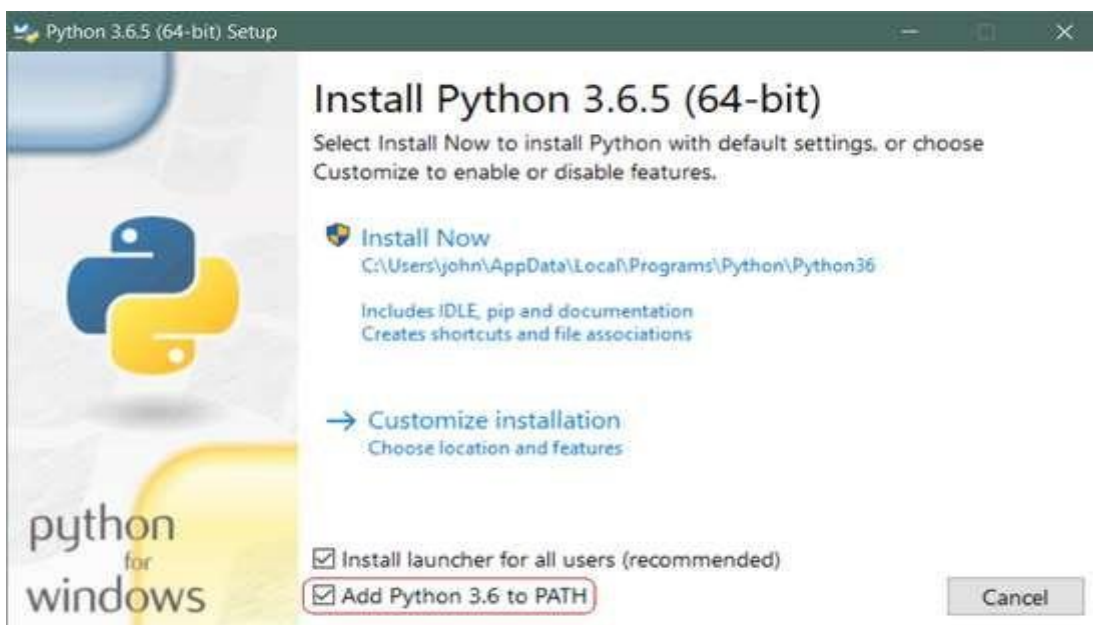 Python 3.6.5 (64-bit) Setup
Install Python 3.6.5 (64-bit)
Select Install Now to install Python with default settings, or choose
Customize to enable or disable features.
Install Now
C:\Users\john\AppData\Local\Programs\Python\Python36
Includes IDLE, pip and documentation
Creates shortcuts and file associations
Customize installation
Choose location and features
python
for
windows
Install launcher for all users (recommended)
Add Python 3.6 to PATH
Cancel